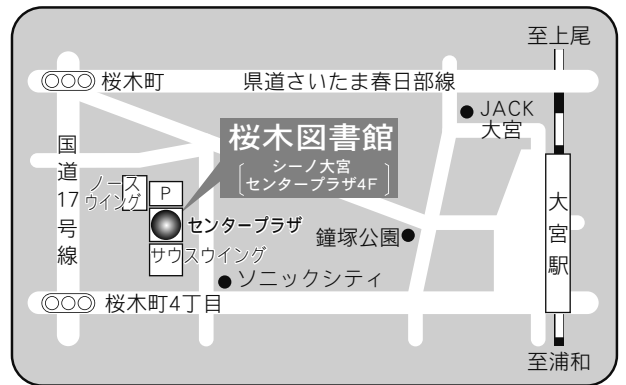 至上尾
桜木町
県道さいたま春日部線
JACK
大宮
桜木図書館
シーノ大宮
センタープラザ4F
国道17号線
ノース
ウイング
P
センタープラザ
サウスウイング
鐘塚公園
ソニックシティ
大宮駅
桜木町4丁目
至浦和